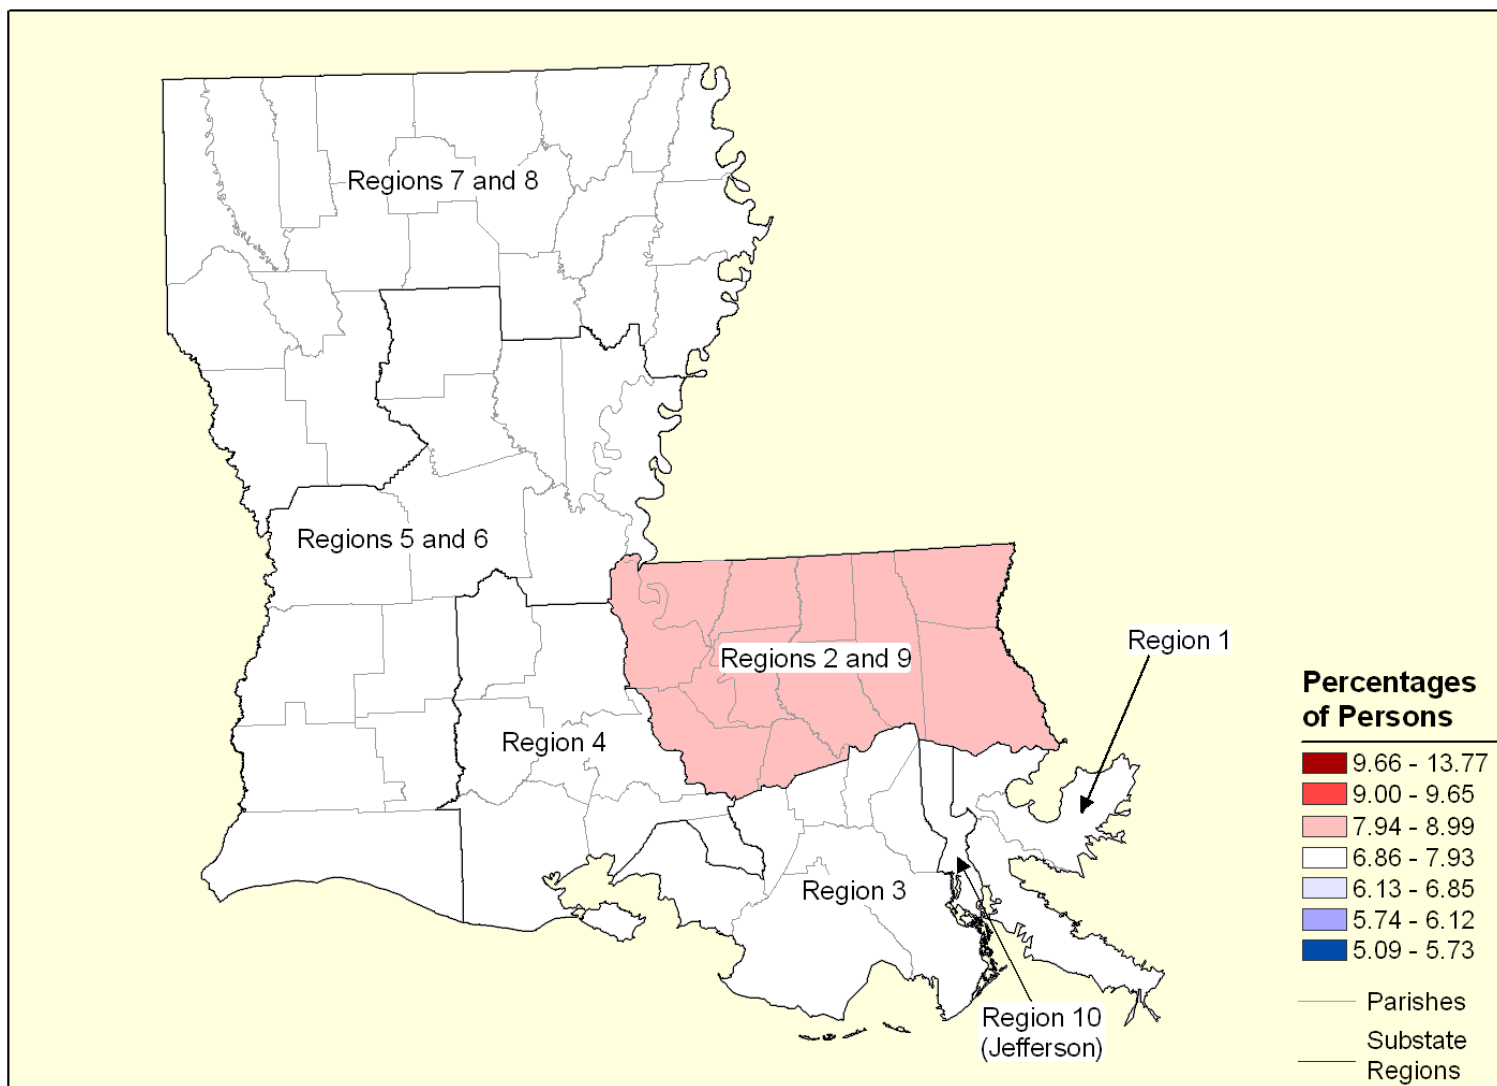 Regions 7 and 8
Regions 5 and 6
Regions 2 and 9
Region 1
Region 4
Region 3
Region 10
(Jefferson)
Percentages
of Persons
9.66 - 13.77
9.00 - 9.65
7.94 - 8.99
6.86 - 7.93
6.13 - 6.85
5.74 - 6.12
5.09 - 5.73
Parishes
Substate
Regions